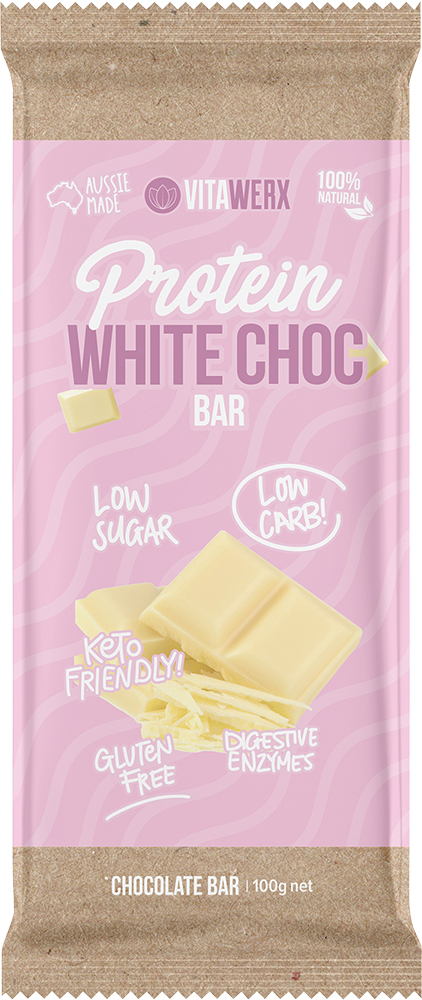 AUSSIE
MADE
VITAWERX
100%
NATURAL
Protein
WHITE CHOC
BAR
LOW
SUGAR
LOW
CARB!
KETO
FRIENDLY!
GLUTEN
FREE
DIGESTIVE
ENZYMES
*CHOCOLATE BAR | 100g net